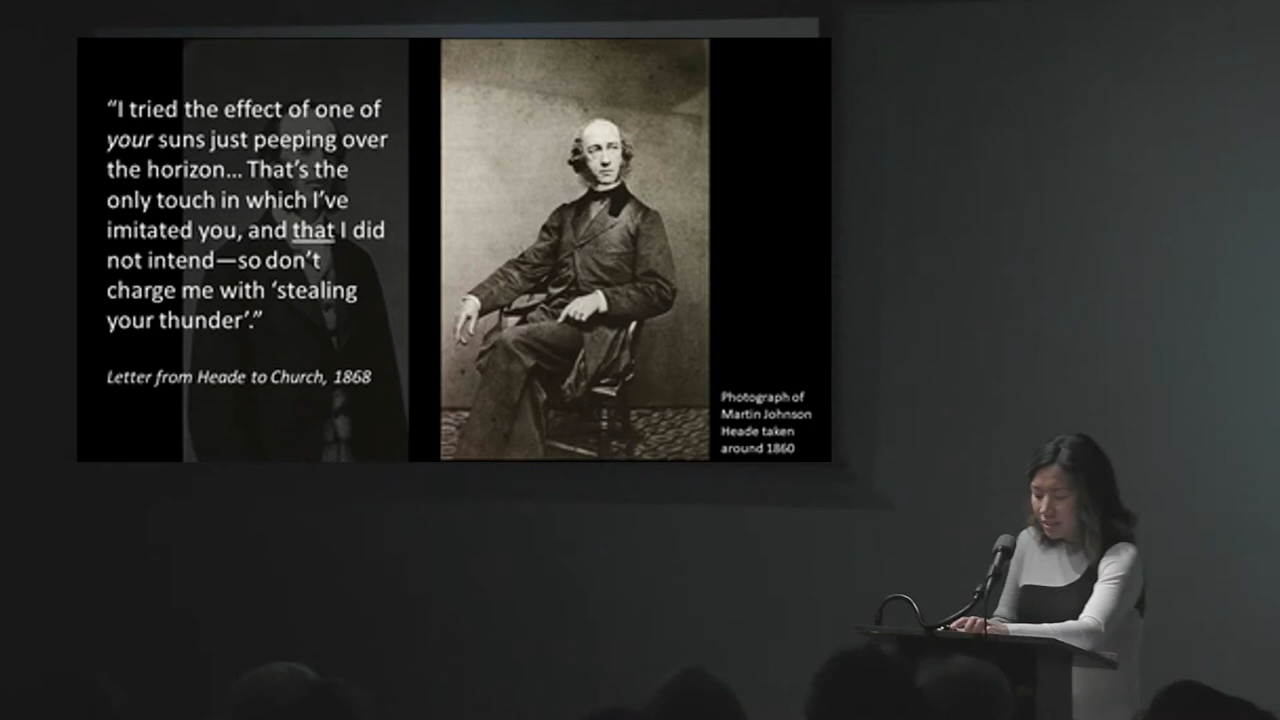 “I tried the effect of one of
your suns just peeping over
the horizon... That’s the
only touch in which I’ve
imitated you, and that I did
not intend—so don’t
charge me with ‘stealing
your thunder’.”
Letter from Heade to Church, 1868
Photograph of
Martin Johnson
Heade taken
around 1860